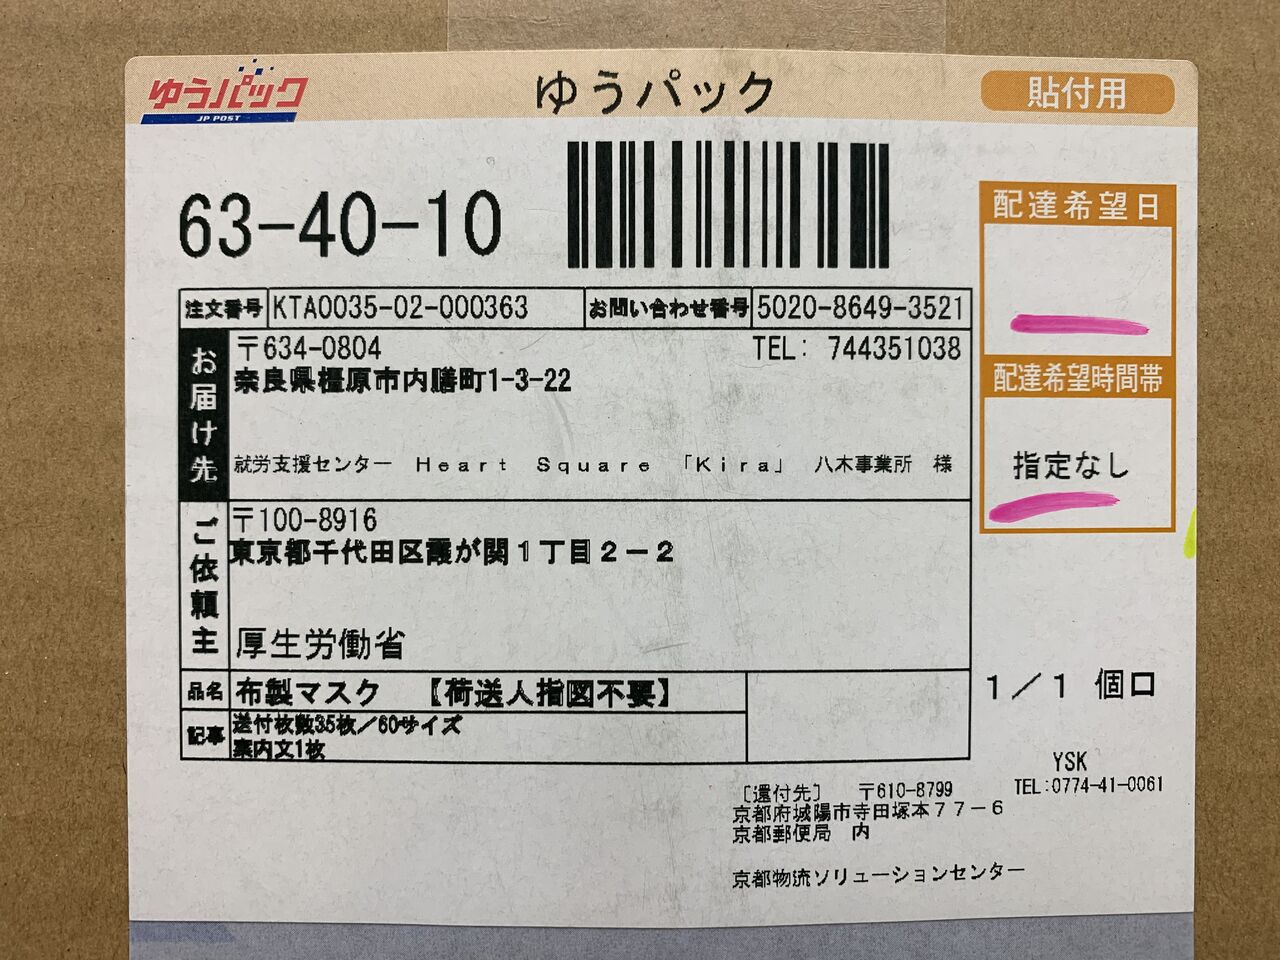 ゆうパック
JP POST
ゆうパック
貼付用
63-40-10
配達希望日
注文番号 KTA0035-02-000363 お問い合わせ番号 5020-8649-3521
お届け先
〒634-0804 TEL: 744351038
奈良県橿原市内膳町1-3-22
就労支援センター Heart Square 「Kira」 八木事業所 様
配達希望時間帯
指定なし
ご依頼主
〒100-8916
東京都千代田区霞が関1丁目2-2
厚生労働省
品名 布製マスク 【荷送人指図不要】
記事 送付枚数35枚/60サイズ
案内文1枚
1/1 個口
YSK
TEL:0774-41-0061
[還付先] 〒610-8799
京都府城陽市寺田塚本77-6
京都郵便局 内
京都物流ソリューションセンター